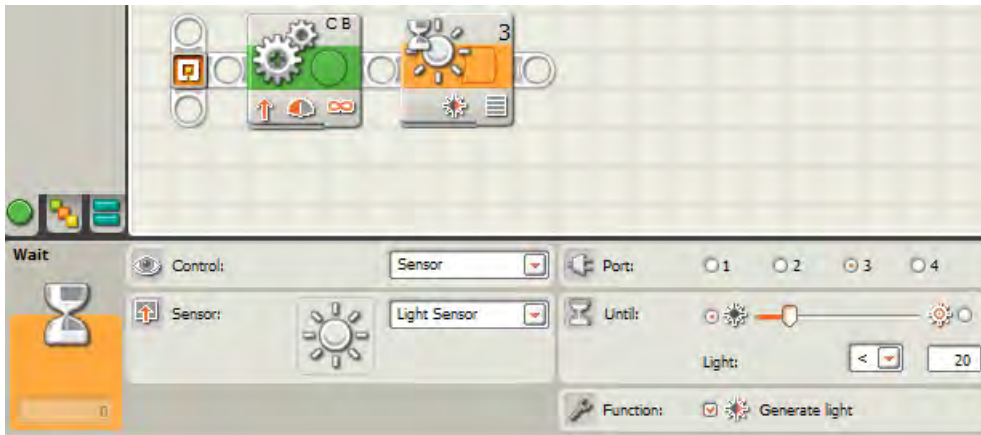 C B
3
Wait
Control:
Sensor
Port:
1 2 3 4
Sensor:
Light Sensor
Until:
Light:
< 20
0
Function:
Generate light